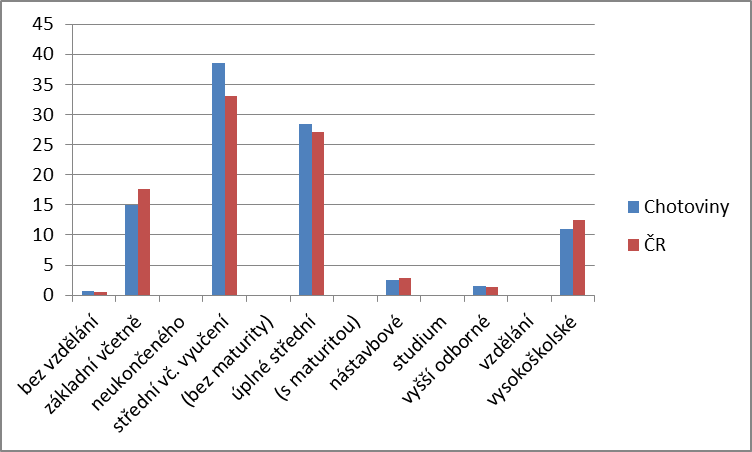 45
40
35
30
25
20
15
10
5
0
bez vzdělání
základní včetně
neukončeného
střední vč. vyučení
(bez maturity)
úplné střední
(s maturitou)
nástavbové
studium
vyšší odborné
vzdělání
vysokoškolské
Chotoviny
ČR